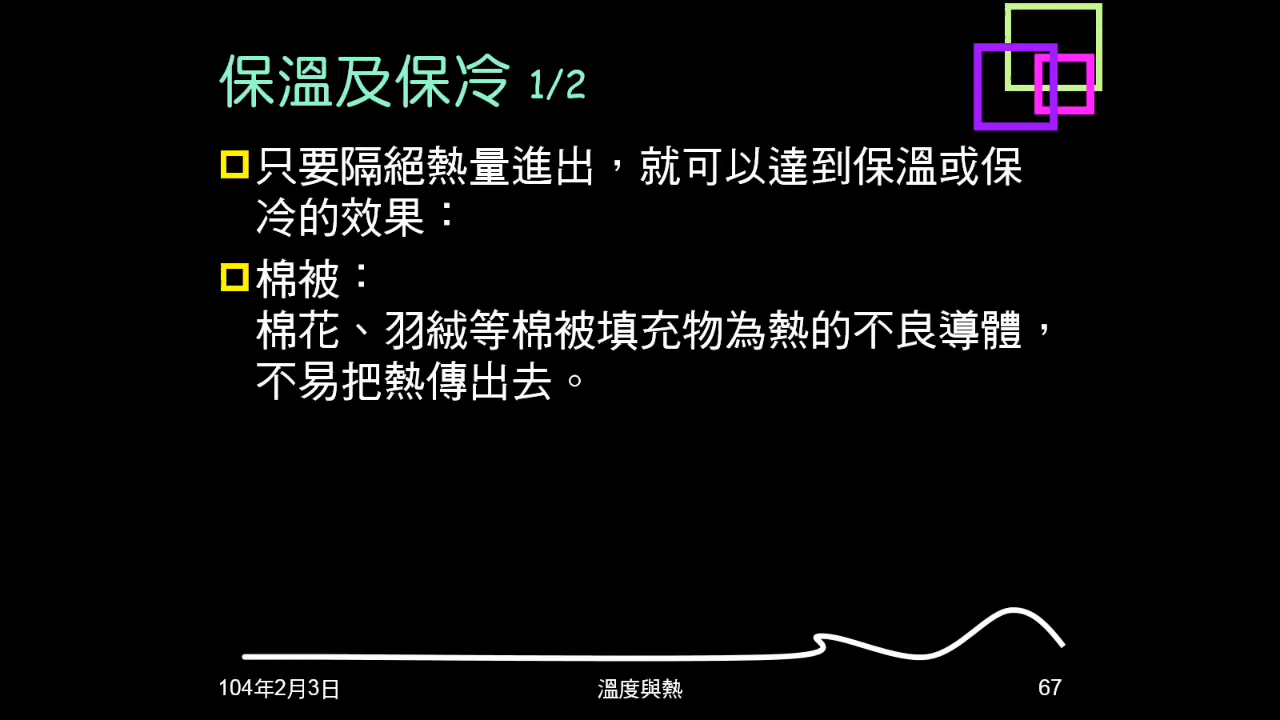 保溫及保冷 1/2
只要隔絕熱量進出，就可以達到保溫或保
冷的效果：
棉被：
棉花、羽絨等棉被填充物為熱的不良導體，
不易把熱傳出去。
104年2月3日
溫度與熱
67